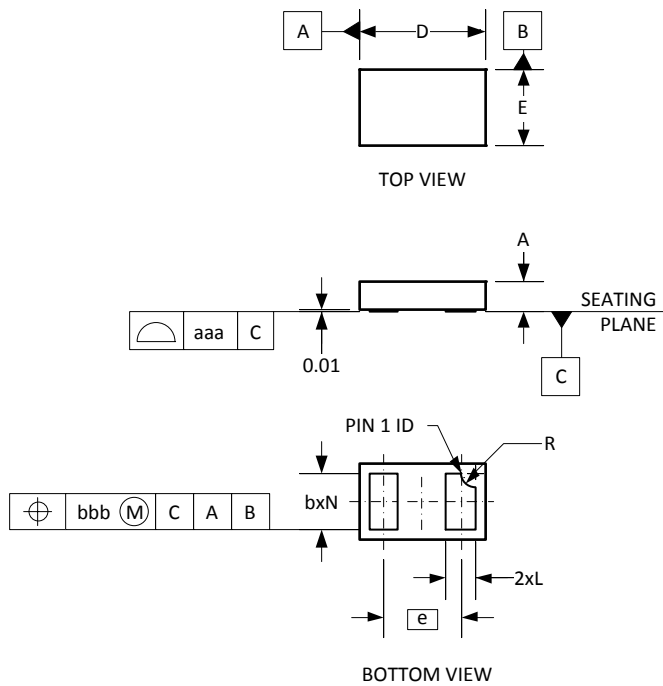 A
D
B
E
TOP VIEW
A
SEATING
PLANE
aaa C
0.01
C
PIN 1 ID
R
bxN
bbb M C A B
2xL
e
BOTTOM VIEW